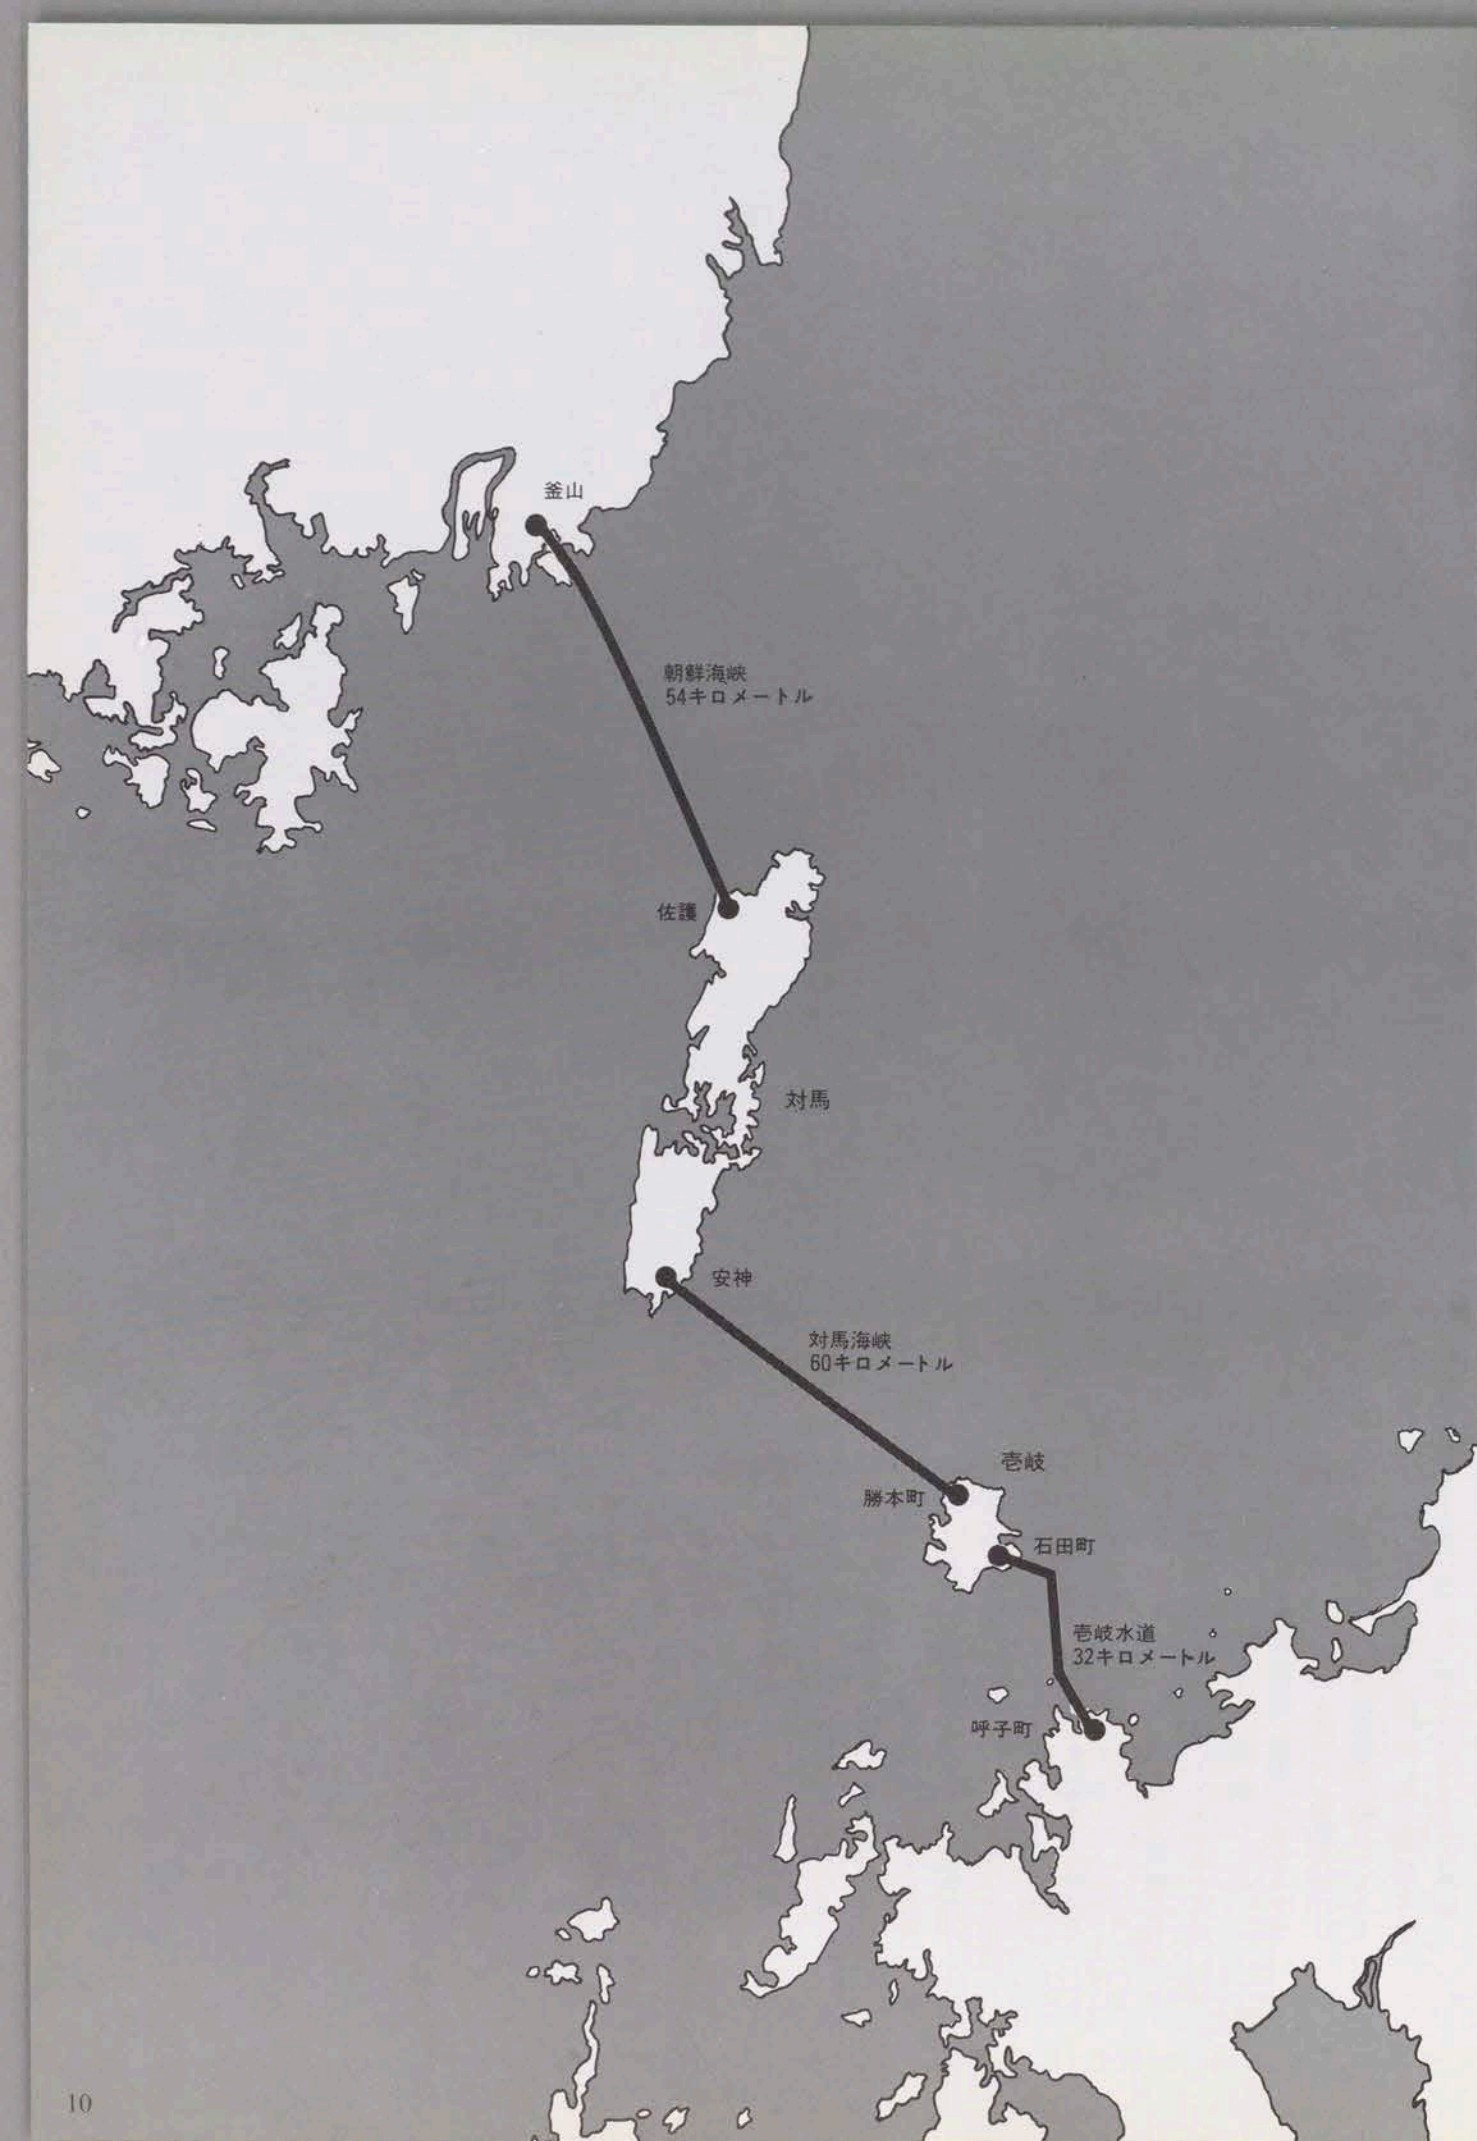 釜山
朝鮮海峡
54キロメートル
佐護
対馬
安神
対馬海峡
60キロメートル
壱岐
勝本町
石田町
壱岐水道
32キロメートル
呼子町
10